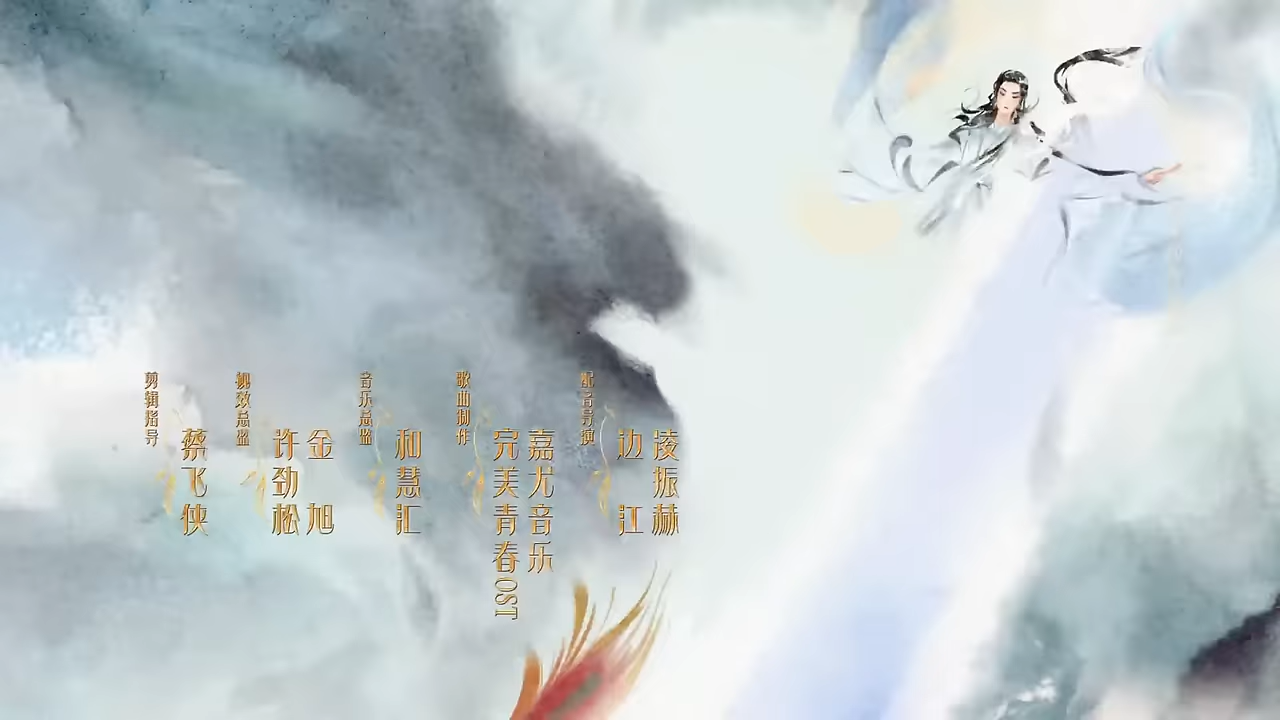 配音导演
凌振赫
边江
歌曲制作
嘉尤音乐
完美青春OST
音乐总监
和慧汇
视效总监
金旭
许劲松
剪辑指导
蔡飞侠